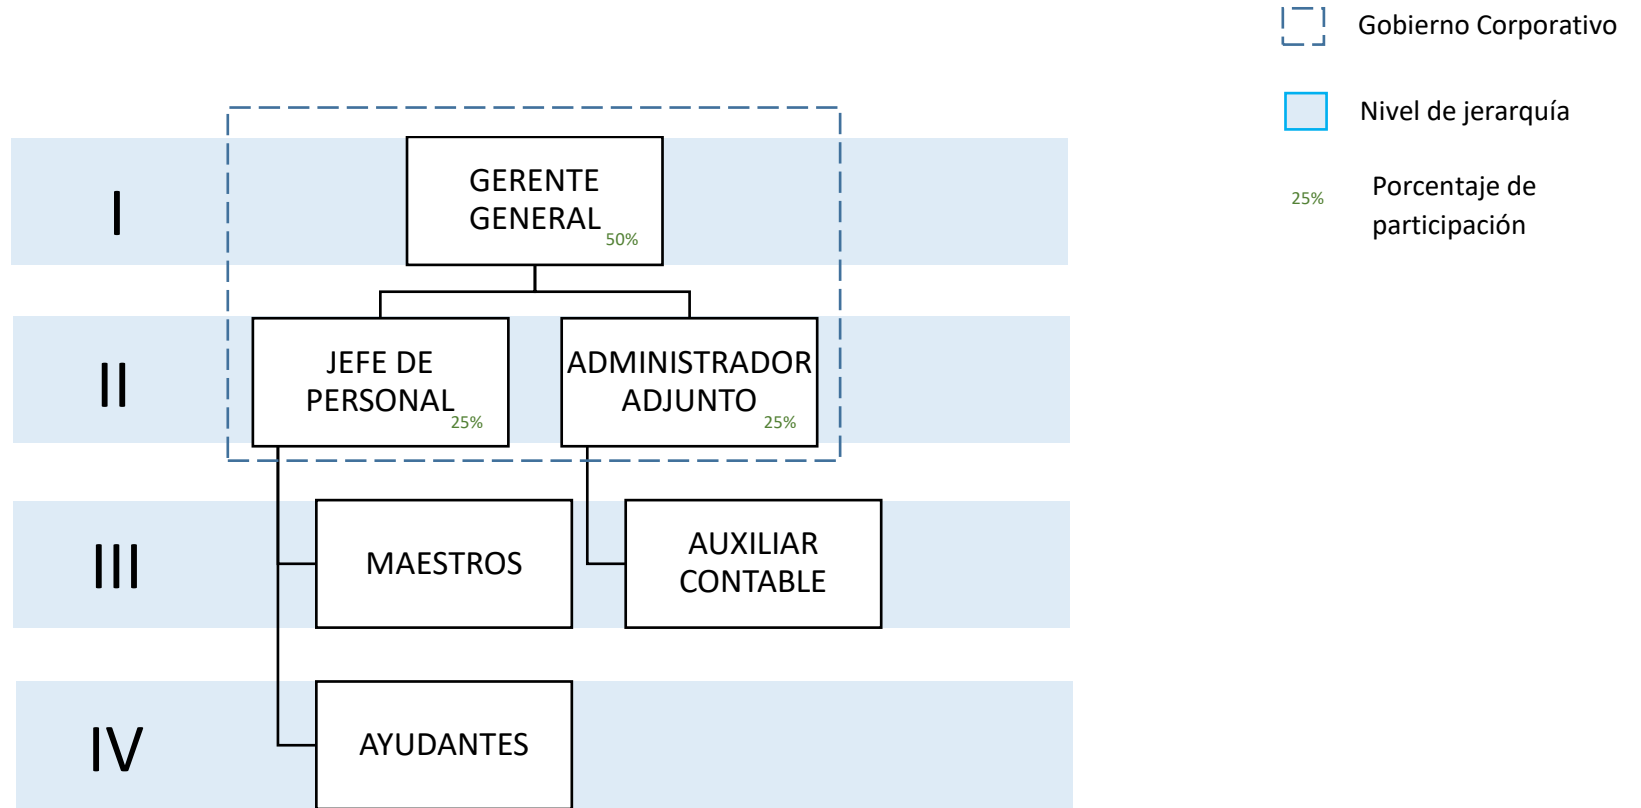 Gobierno Corporativo
Nivel de jerarquía
25%
Porcentaje de
participación
I
GERENTE
GENERAL
50%
II
JEFE DE
PERSONAL
25%
ADMINISTRADOR
ADJUNTO
25%
III
MAESTROS
AUXILIAR
CONTABLE
IV
AYUDANTES